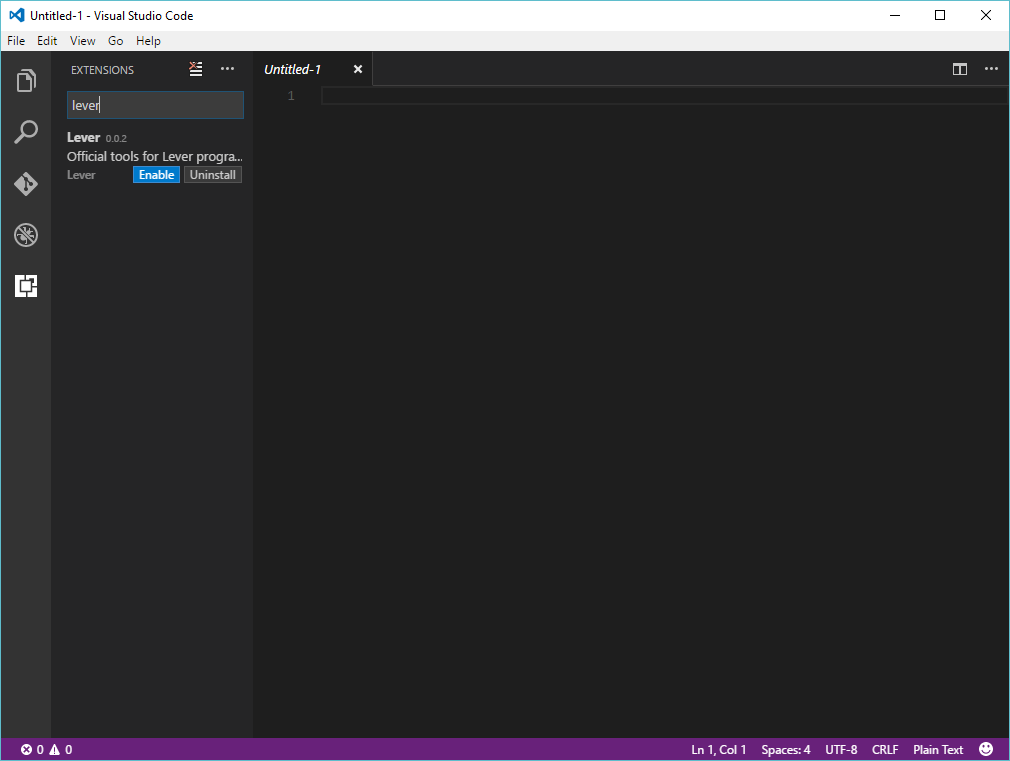 Untitled-1 - Visual Studio Code
File Edit View Go Help
EXTENSIONS
Untitled-1
lever
1
Lever 0.0.2
Official tools for Lever progra...
Lever Enable Uninstall
0 0 Ln 1, Col 1 Spaces: 4 UTF-8 CRLF Plain Text